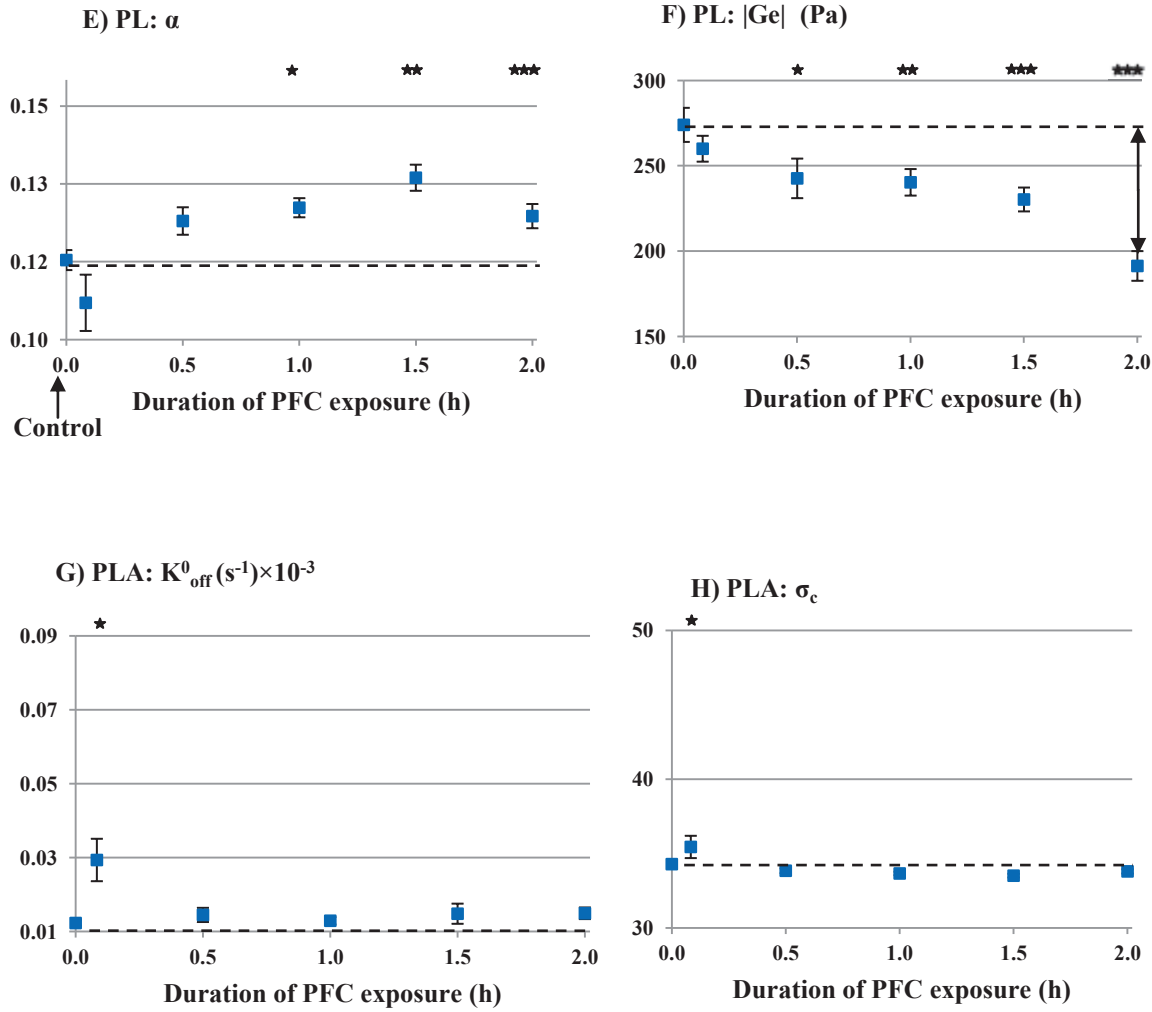 E) PL: α
★ ★★ ★★★
0.15
0.13
0.12
0.10
0.0 0.5 1.0 1.5 2.0
Duration of PFC exposure (h)
Control
F) PL: |Ge| (Pa)
★ ★★ ★★★ ★★★
300
250
200
150
0.0 0.5 1.0 1.5 2.0
Duration of PFC exposure (h)
G) PLA: K⁰off (s⁻¹)×10⁻³
★
0.09
0.07
0.05
0.03
0.01
0.0 0.5 1.0 1.5 2.0
Duration of PFC exposure (h)
H) PLA: σc
★
50
40
30
0.0 0.5 1.0 1.5 2.0
Duration of PFC exposure (h)